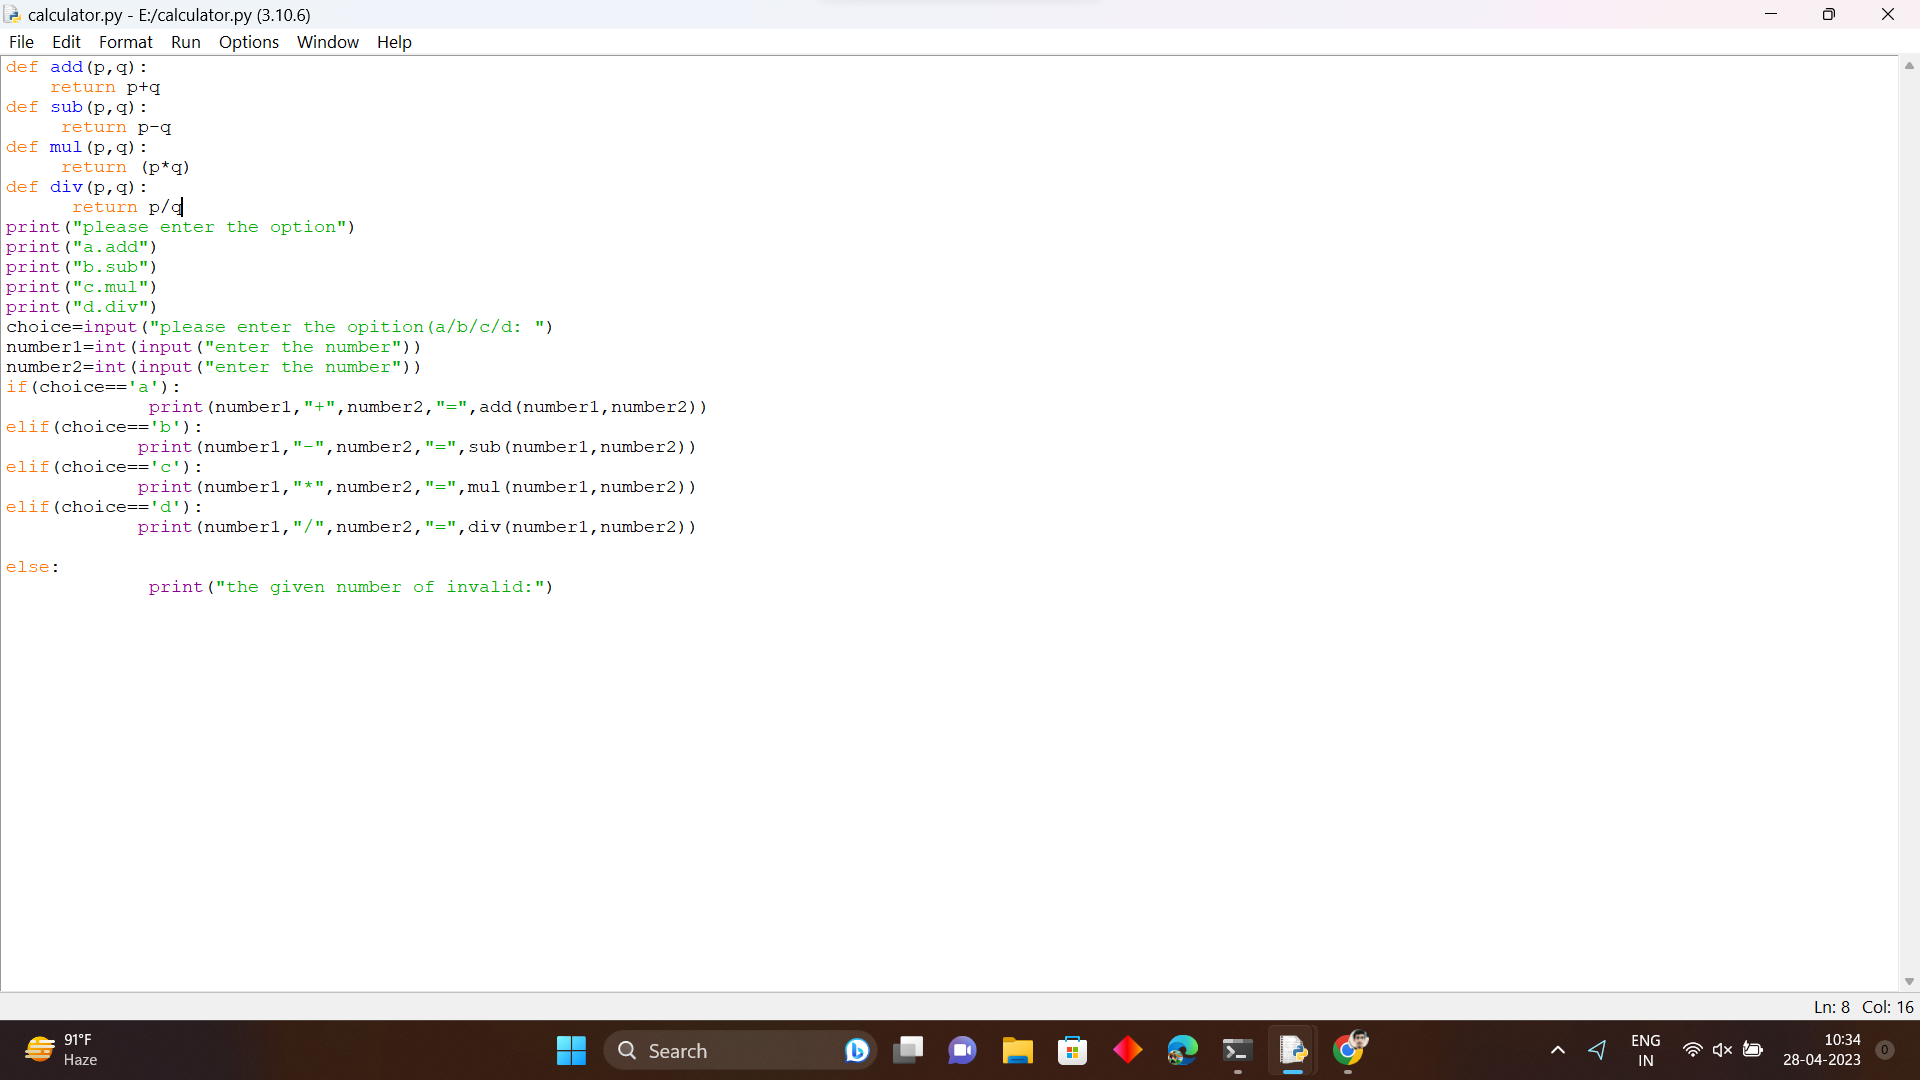 calculator.py - E:/calculator.py (3.10.6)
File Edit Format Run Options Window Help
def add(p,q):
    return p+q
def sub(p,q):
     return p-q
def mul(p,q):
     return (p*q)
def div(p,q):
      return p/q
print("please enter the option")
print("a.add")
print("b.sub")
print("c.mul")
print("d.div")
choice=input("please enter the opition(a/b/c/d: ")
number1=int(input("enter the number"))
number2=int(input("enter the number"))
if(choice=='a'):
             print(number1,"+",number2,"=",add(number1,number2))
elif(choice=='b'):
            print(number1,"-",number2,"=",sub(number1,number2))
elif(choice=='c'):
            print(number1,"*",number2,"=",mul(number1,number2))
elif(choice=='d'):
            print(number1,"/",number2,"=",div(number1,number2))
else:
             print("the given number of invalid:")
Ln: 8 Col: 16
91°F
Haze
Search
ENG
IN
10:34
28-04-2023
0